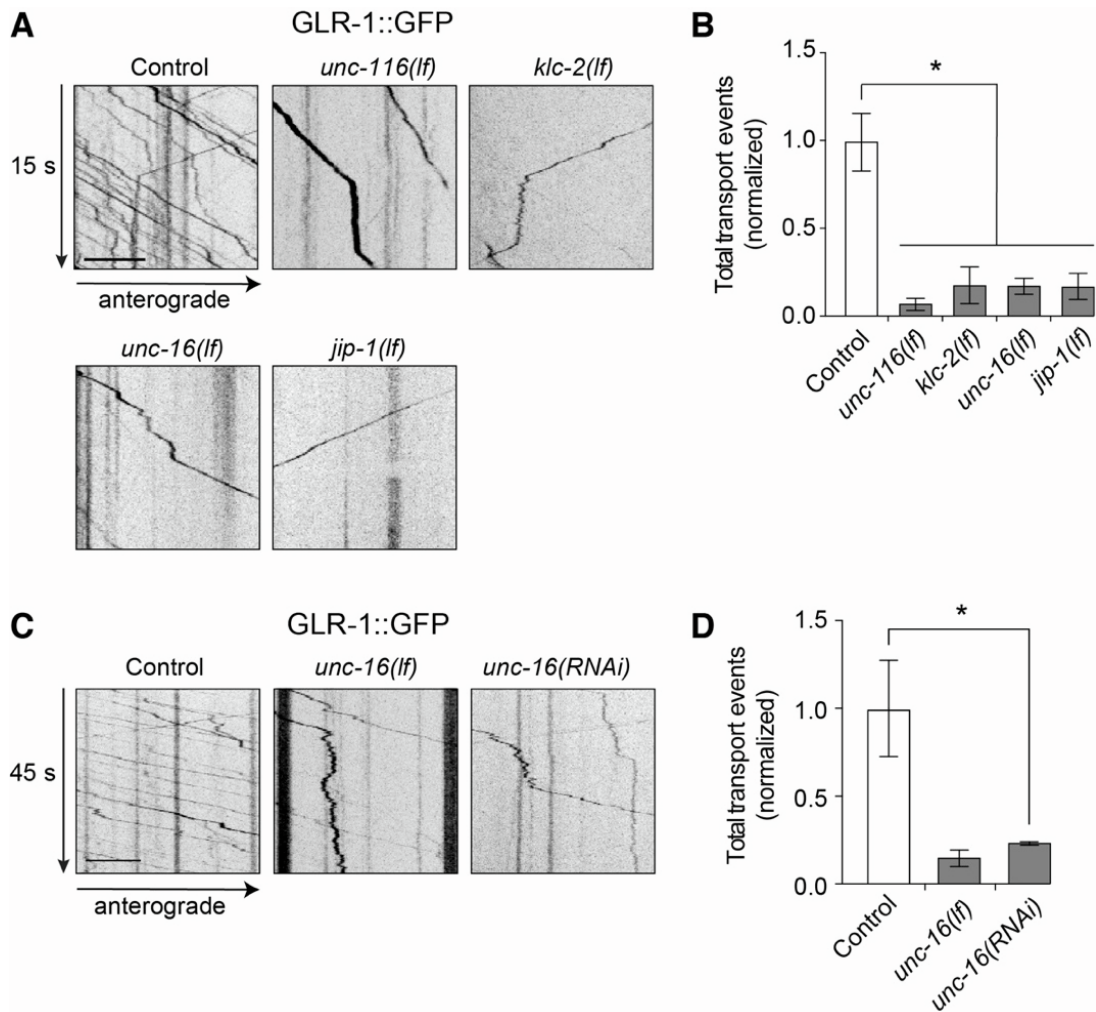 A
GLR-1::GFP
Control
unc-116(lf)
klc-2(lf)
15 s
anterograde
unc-16(lf)
jip-1(lf)
B
Total transport events
(normalized)
1.5
1.0
0.5
0.0
*
Control
unc-116(lf)
klc-2(lf)
unc-16(lf)
jip-1(lf)
C
GLR-1::GFP
Control
unc-16(lf)
unc-16(RNAi)
45 s
anterograde
D
Total transport events
(normalized)
1.5
1.0
0.5
0.0
*
Control
unc-16(lf)
unc-16(RNAi)